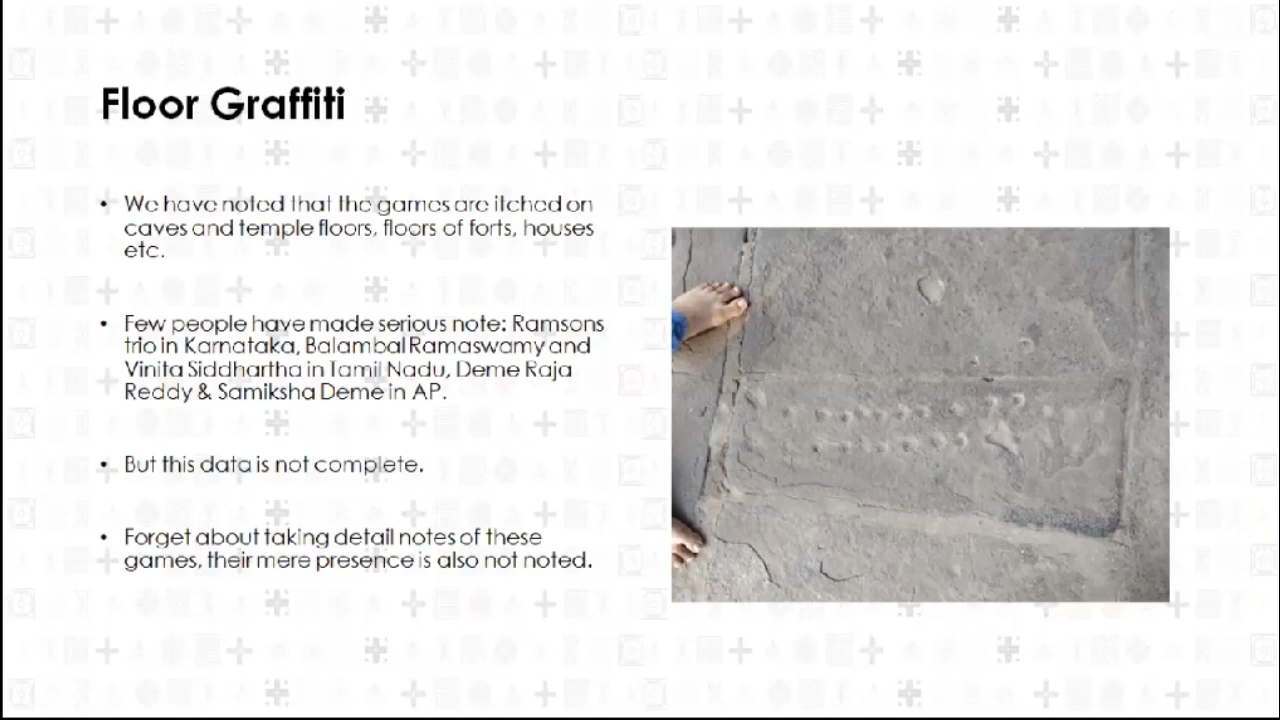 Floor Graffiti
• We have noted that the games are itched on
caves and temple floors, floors of forts, houses
etc.
• Few people have made serious note: Ramsons
trio in Karnataka, Balambal Ramaswamy and
Vinita Siddhartha in Tamil Nadu, Deme Raja
Reddy & Samiksha Deme in AP.
• But this data is not complete.
• Forget about taking detail notes of these
games, their mere presence is also not noted.